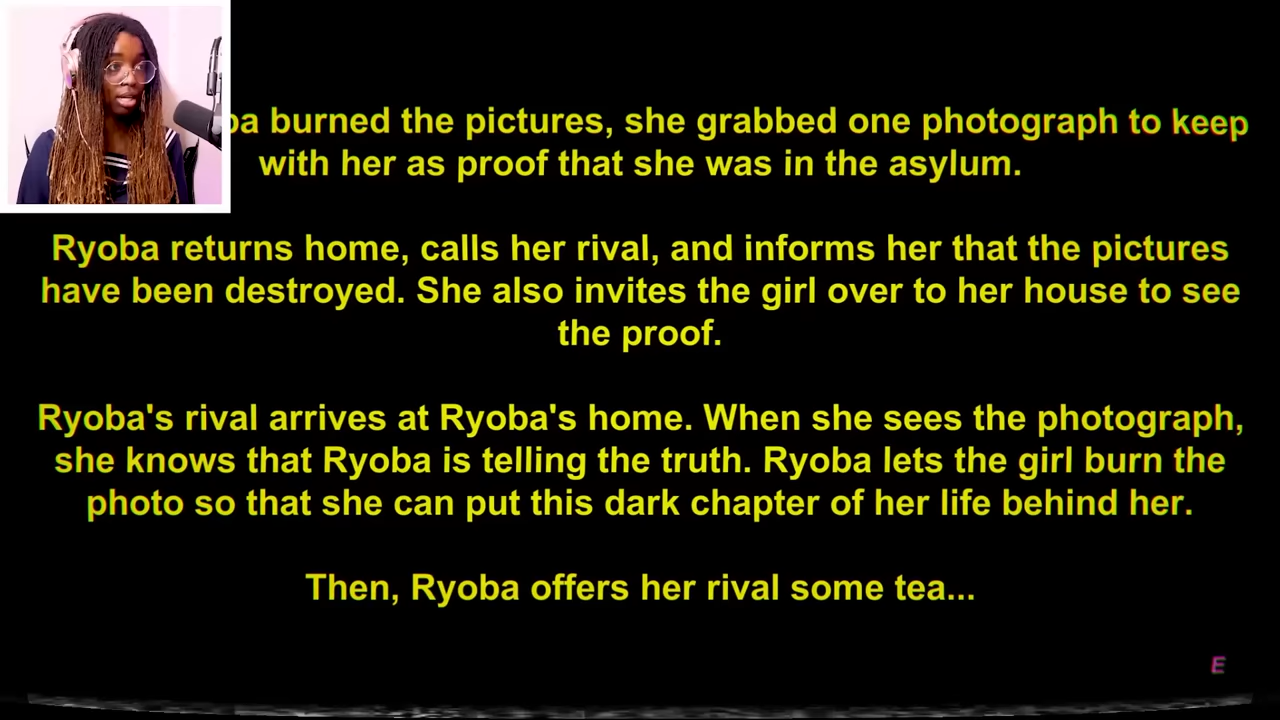 burned the pictures, she grabbed one photograph to keep
with her as proof that she was in the asylum.
Ryoba returns home, calls her rival, and informs her that the pictures
have been destroyed. She also invites the girl over to her house to see
the proof.
Ryoba's rival arrives at Ryoba's home. When she sees the photograph,
she knows that Ryoba is telling the truth. Ryoba lets the girl burn the
photo so that she can put this dark chapter of her life behind her.
Then, Ryoba offers her rival some tea...
E